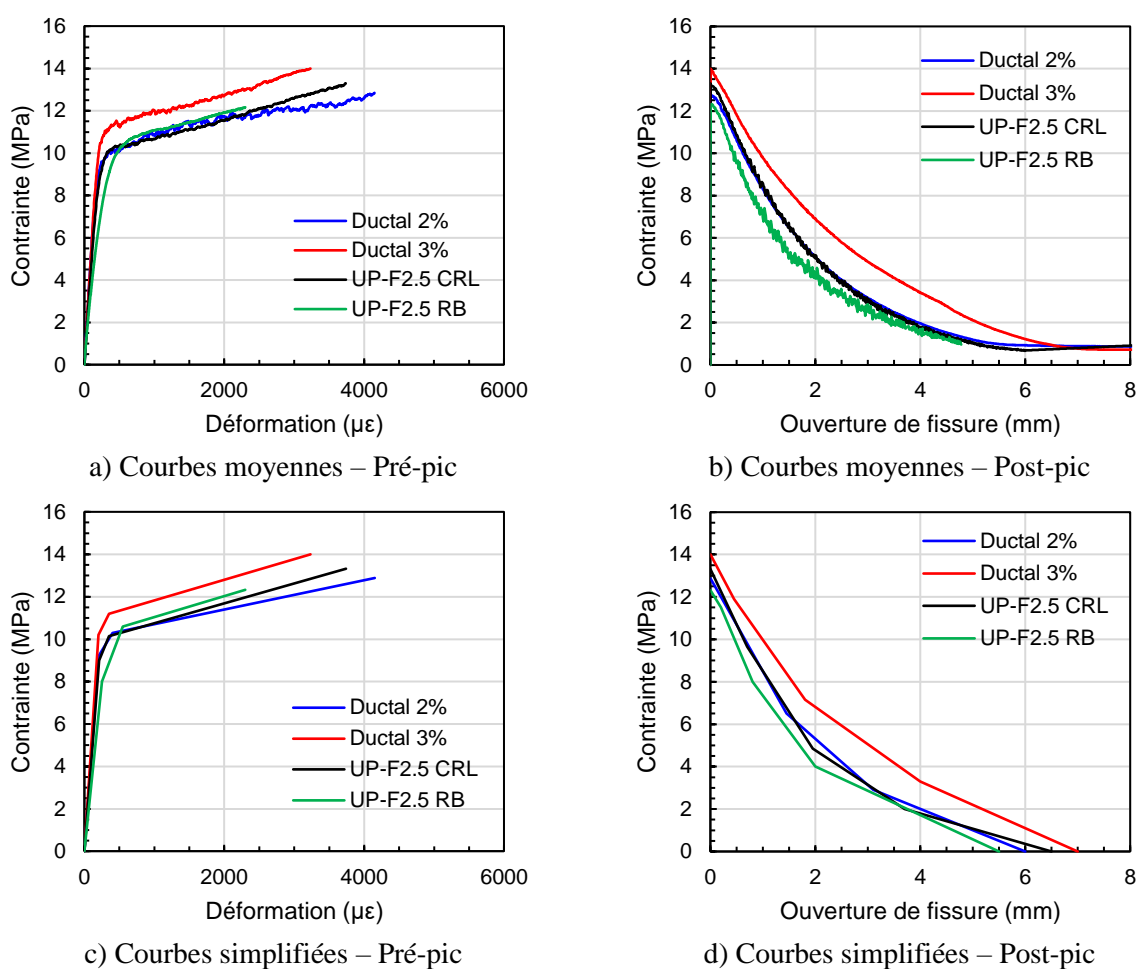 Contrainte (MPa)
16
14
12
10
8
6
4
2
0
Ductal 2%
Ductal 3%
UP-F2.5 CRL
UP-F2.5 RB
0 2000 4000 6000
Déformation (µε)
a) Courbes moyennes – Pré-pic
Contrainte (MPa)
16
14
12
10
8
6
4
2
0
Ductal 2%
Ductal 3%
UP-F2.5 CRL
UP-F2.5 RB
0 2 4 6 8
Ouverture de fissure (mm)
b) Courbes moyennes – Post-pic
Contrainte (MPa)
16
14
12
10
8
6
4
2
0
Ductal 2%
Ductal 3%
UP-F2.5 CRL
UP-F2.5 RB
0 2000 4000 6000
Déformation (µε)
c) Courbes simplifiées – Pré-pic
Contrainte (MPa)
16
14
12
10
8
6
4
2
0
Ductal 2%
Ductal 3%
UP-F2.5 CRL
UP-F2.5 RB
0 2 4 6 8
Ouverture de fissure (mm)
d) Courbes simplifiées – Post-pic